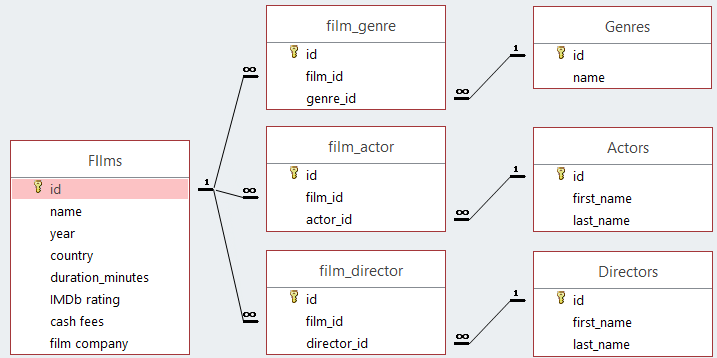 FIlms
id
name
year
country
duration_minutes
IMDb rating
cash fees
film company
1
film_genre
id
film_id
genre_id
∞
∞
film_actor
id
film_id
actor_id
∞
∞
film_director
id
film_id
director_id
∞
∞
Genres
id
name
1
Actors
id
first_name
last_name
1
Directors
id
first_name
last_name
1